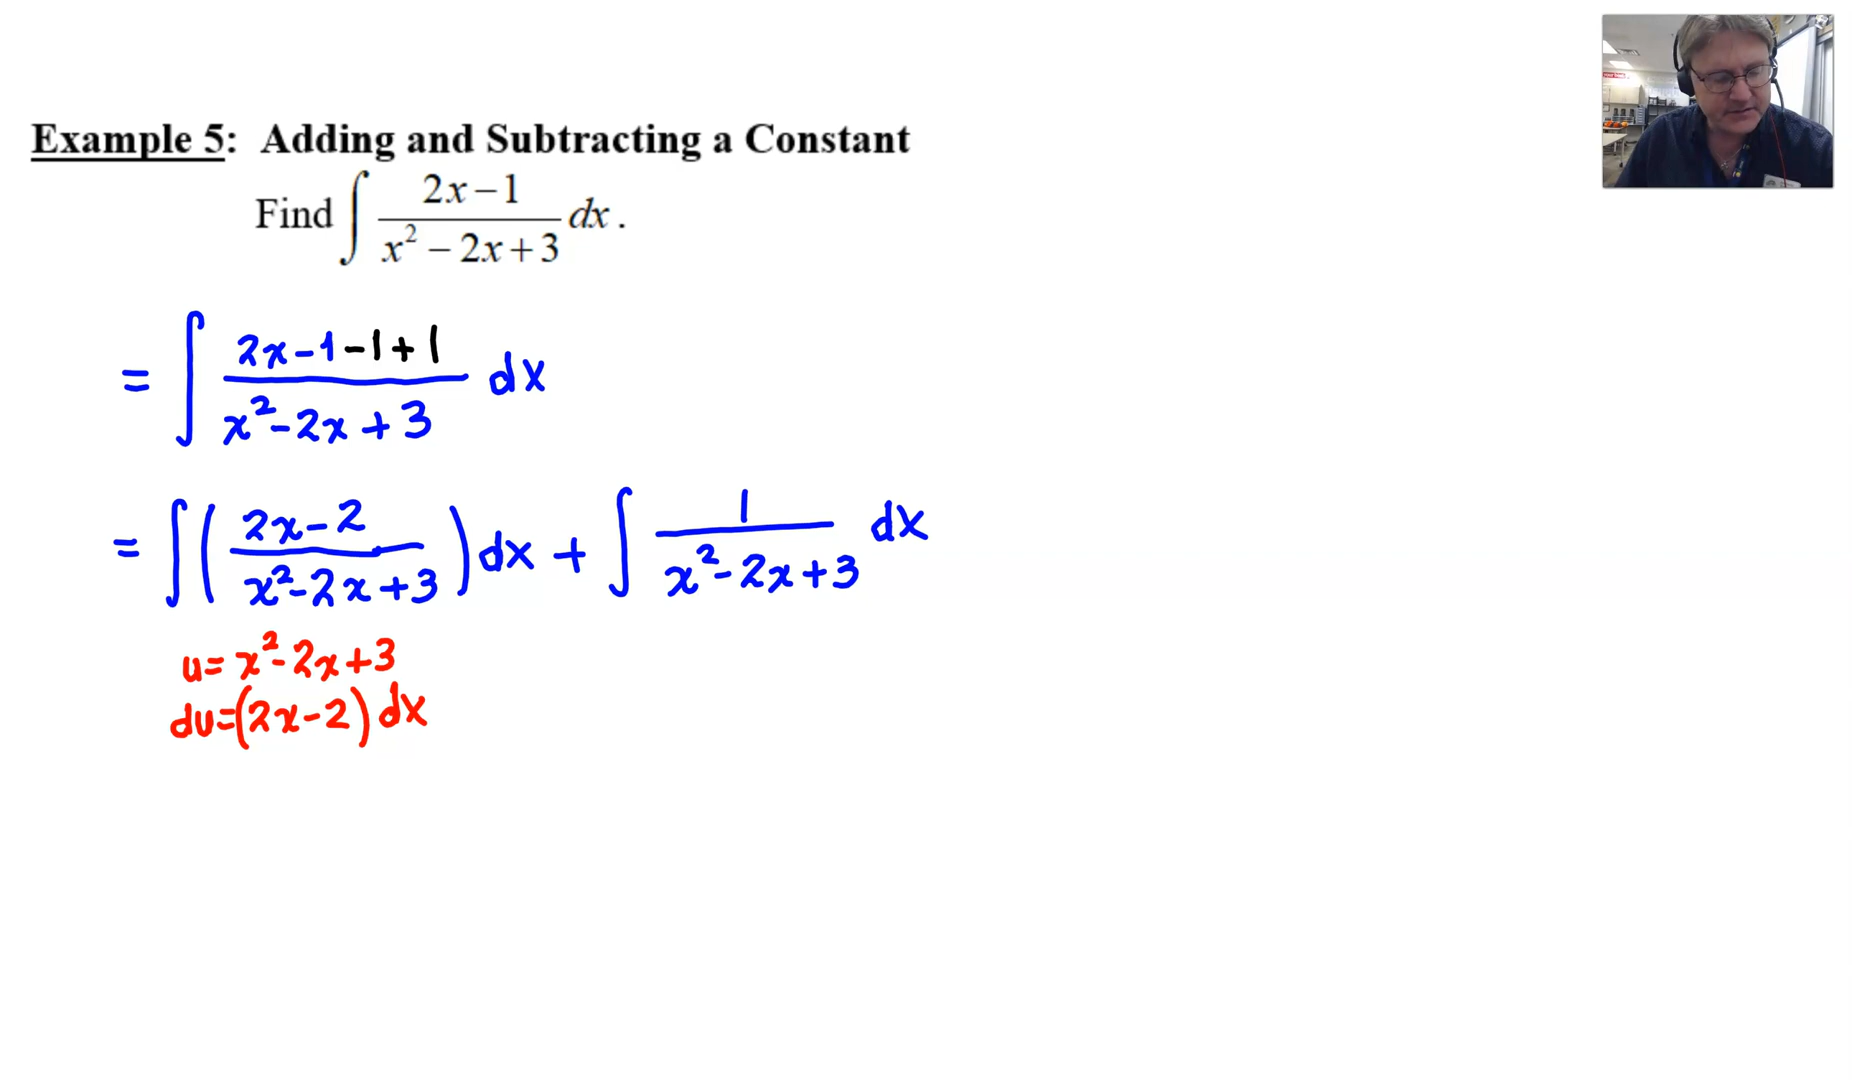 Example 5: Adding and Subtracting a Constant
Find ∫ (2x−1)/(x² − 2x+3) dx .
= ∫ (2x-1-1+1)/(x²-2x+3) dx
= ∫ ( (2x-2)/(x²-2x+3) ) dx + ∫ 1/(x²-2x+3) dx
u= x²-2x+3
du=(2x-2) dx